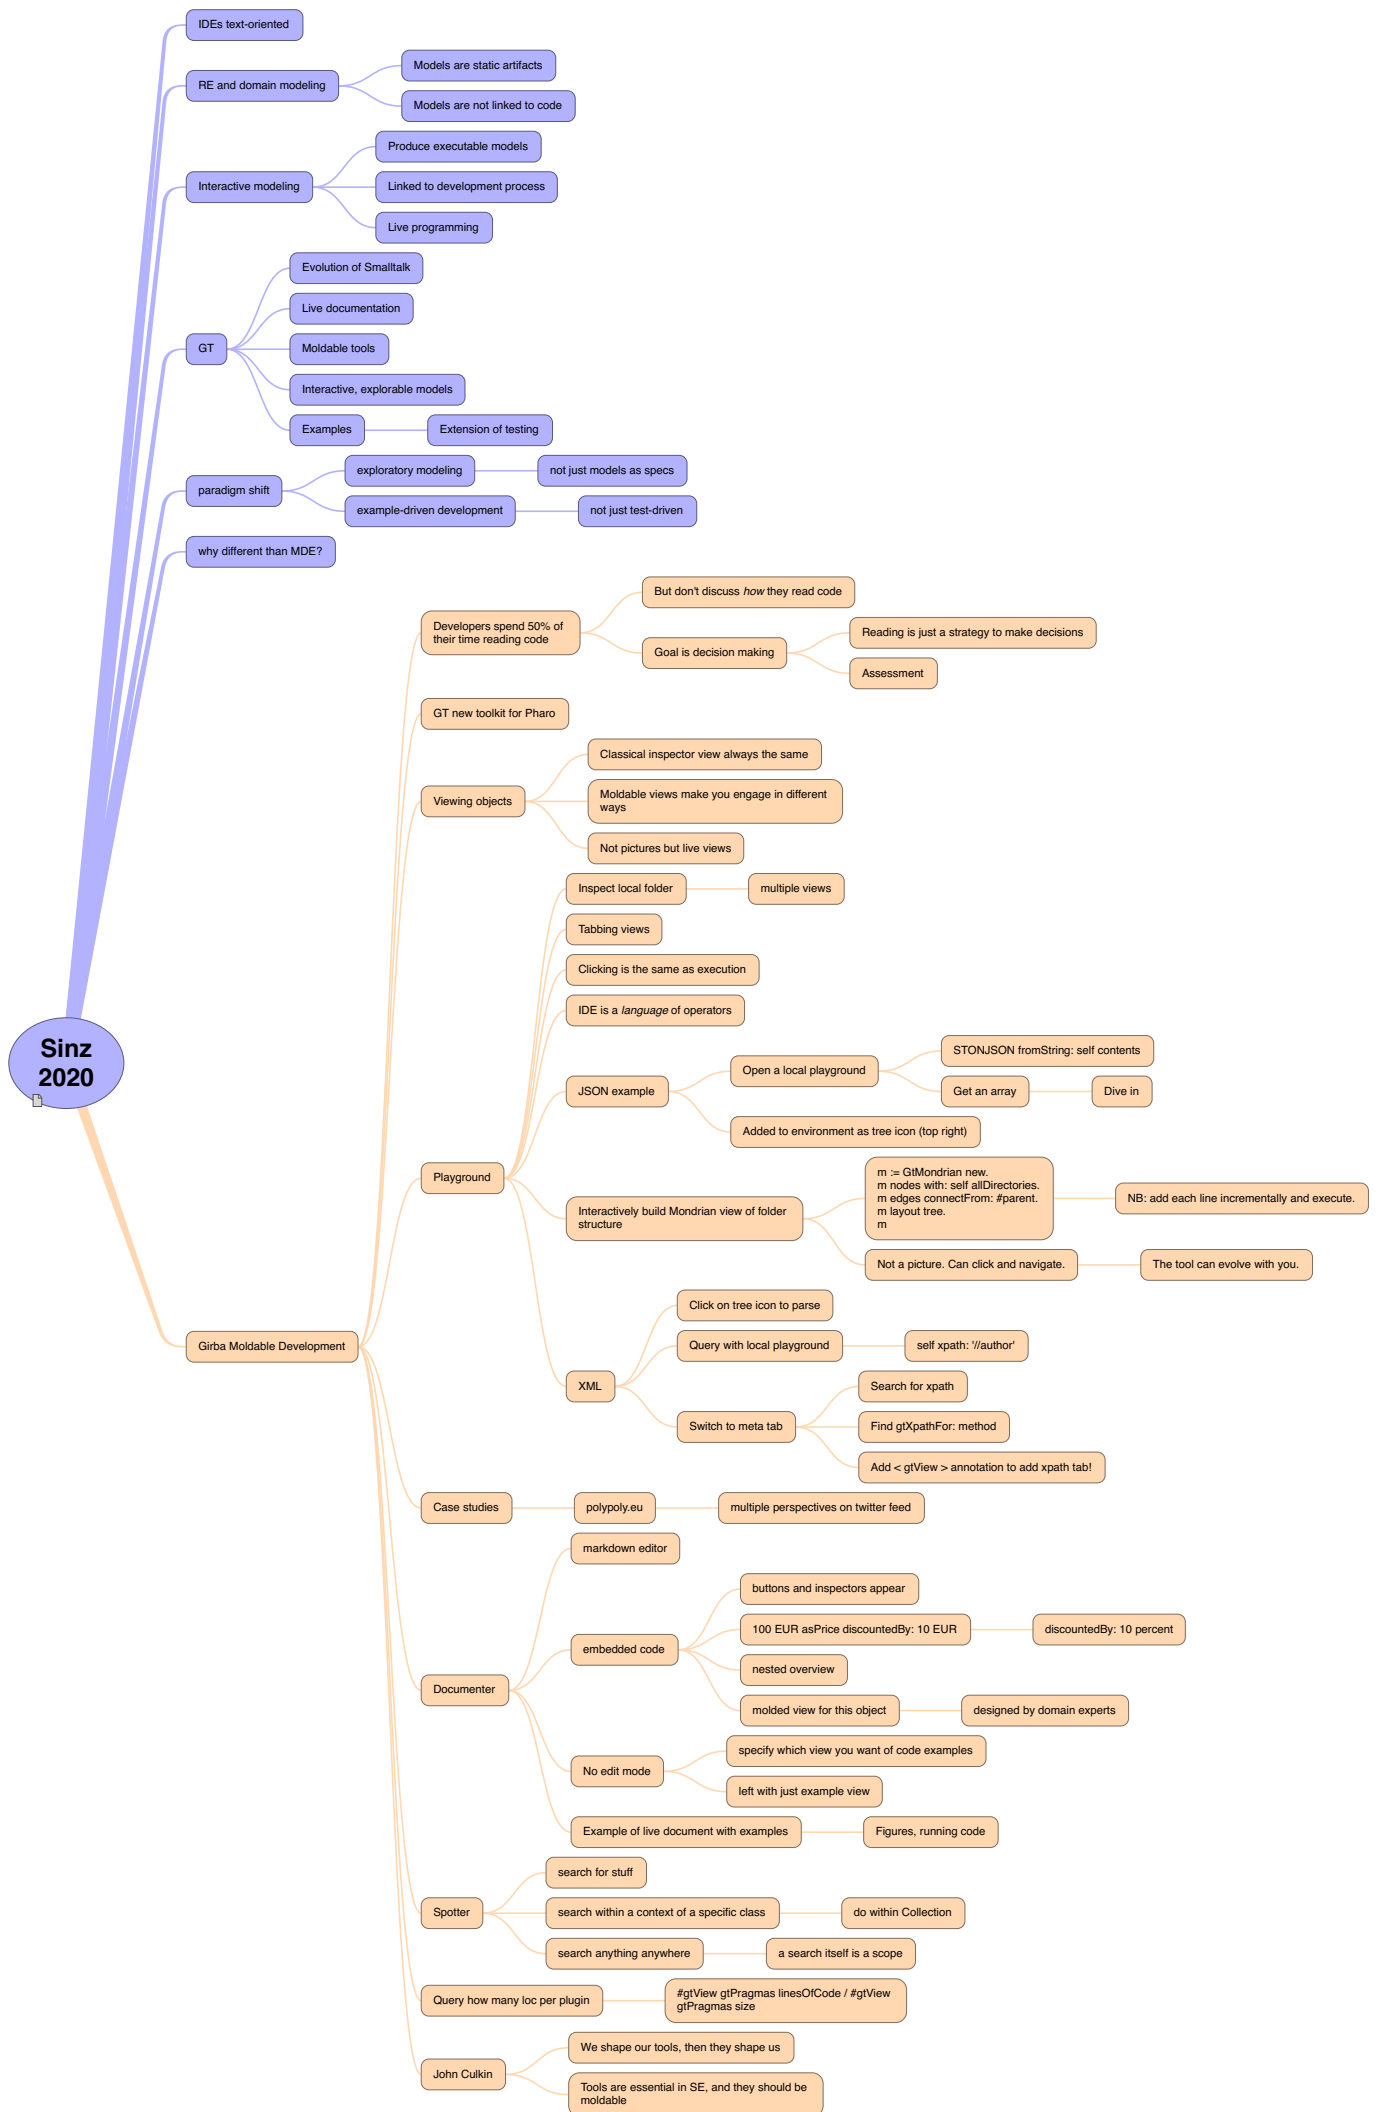 IDEs text-oriented
RE and domain modeling
Models are static artifacts
Models are not linked to code
Interactive modeling
Produce executable models
Linked to development process
Live programming
GT
Evolution of Smalltalk
Live documentation
Moldable tools
Interactive, explorable models
Examples
Extension of testing
paradigm shift
exploratory modeling
not just models as specs
example-driven development
not just test-driven
why different than MDE?
Sinz
2020
Girba Moldable Development
Developers spend 50% of
their time reading code
But don't discuss how they read code
Goal is decision making
Reading is just a strategy to make decisions
Assessment
GT new toolkit for Pharo
Viewing objects
Classical inspector view always the same
Moldable views make you engage in different
ways
Not pictures but live views
Playground
Inspect local folder
multiple views
Tabbing views
Clicking is the same as execution
IDE is a language of operators
JSON example
Open a local playground
STONJSON fromString: self contents
Get an array
Dive in
Added to environment as tree icon (top right)
Interactively build Mondrian view of folder
structure
m := GtMondrian new.
m nodes with: self allDirectories.
m edges connectFrom: #parent.
m layout tree.
m
NB: add each line incrementally and execute.
Not a picture. Can click and navigate.
The tool can evolve with you.
XML
Click on tree icon to parse
Query with local playground
self xpath: '//author'
Switch to meta tab
Search for xpath
Find gtXpathFor: method
Add < gtView > annotation to add xpath tab!
Case studies
polypoly.eu
multiple perspectives on twitter feed
Documenter
markdown editor
embedded code
buttons and inspectors appear
100 EUR asPrice discountedBy: 10 EUR
discountedBy: 10 percent
nested overview
molded view for this object
designed by domain experts
No edit mode
specify which view you want of code examples
left with just example view
Example of live document with examples
Figures, running code
Spotter
search for stuff
search within a context of a specific class
do within Collection
search anything anywhere
a search itself is a scope
Query how many loc per plugin
#gtView gtPragmas linesOfCode / #gtView
gtPragmas size
John Culkin
We shape our tools, then they shape us
Tools are essential in SE, and they should be
moldable